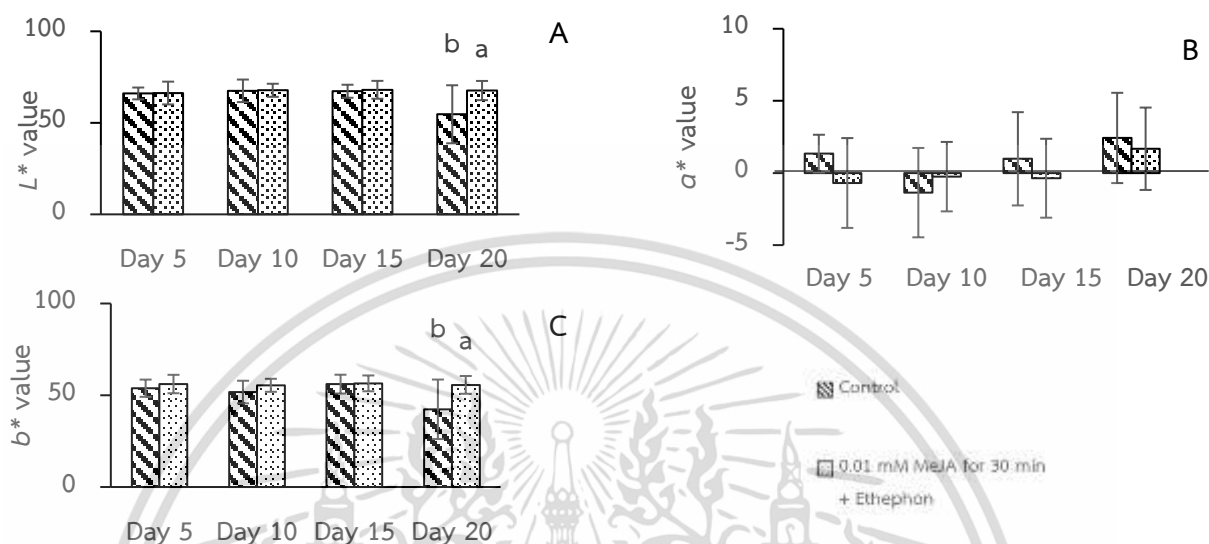 A
100
50
0
L* value
b a
Day 5 Day 10 Day 15 Day 20
B
10
5
0
-5
a* value
Day 5 Day 10 Day 15 Day 20
C
100
50
0
b* value
b a
Day 5 Day 10 Day 15 Day 20
Control
0.01 mM MeJA for 30 min
+ Ethephon